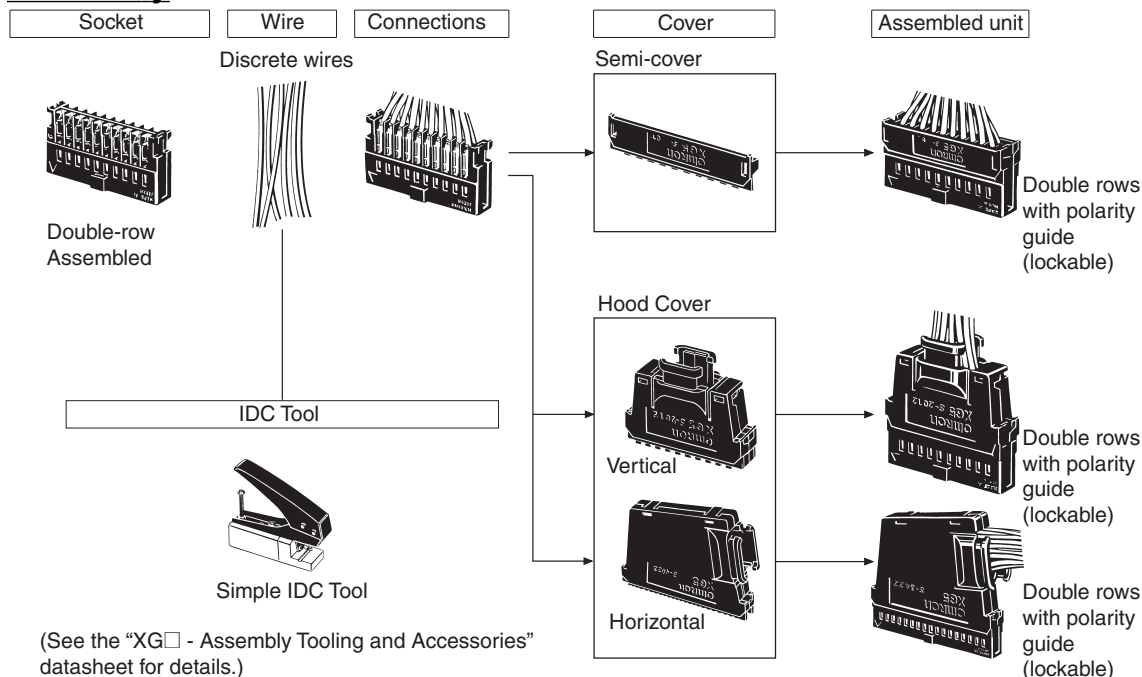 Socket
Wire
Connections
Cover
Assembled unit
Discrete wires
Semi-cover
Double-row
Assembled
Double rows
with polarity
guide
(lockable)
Hood Cover
IDC Tool
Vertical
Double rows
with polarity
guide
(lockable)
Simple IDC Tool
Horizontal
Double rows
with polarity
guide
(lockable)
(See the “XG□ - Assembly Tooling and Accessories”
datasheet for details.)